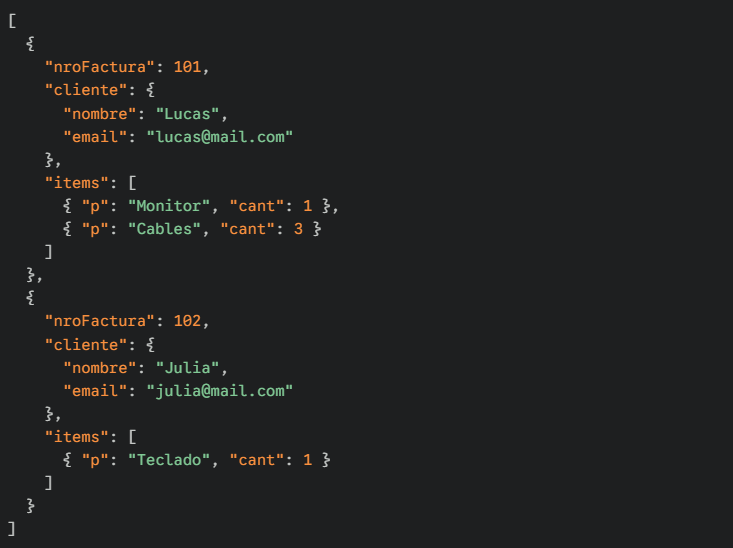 [
  {
    "nroFactura": 101,
    "cliente": {
      "nombre": "Lucas",
      "email": "lucas@mail.com"
    },
    "items": [
      { "p": "Monitor", "cant": 1 },
      { "p": "Cables", "cant": 3 }
    ]
  },
  {
    "nroFactura": 102,
    "cliente": {
      "nombre": "Julia",
      "email": "julia@mail.com"
    },
    "items": [
      { "p": "Teclado", "cant": 1 }
    ]
  }
]